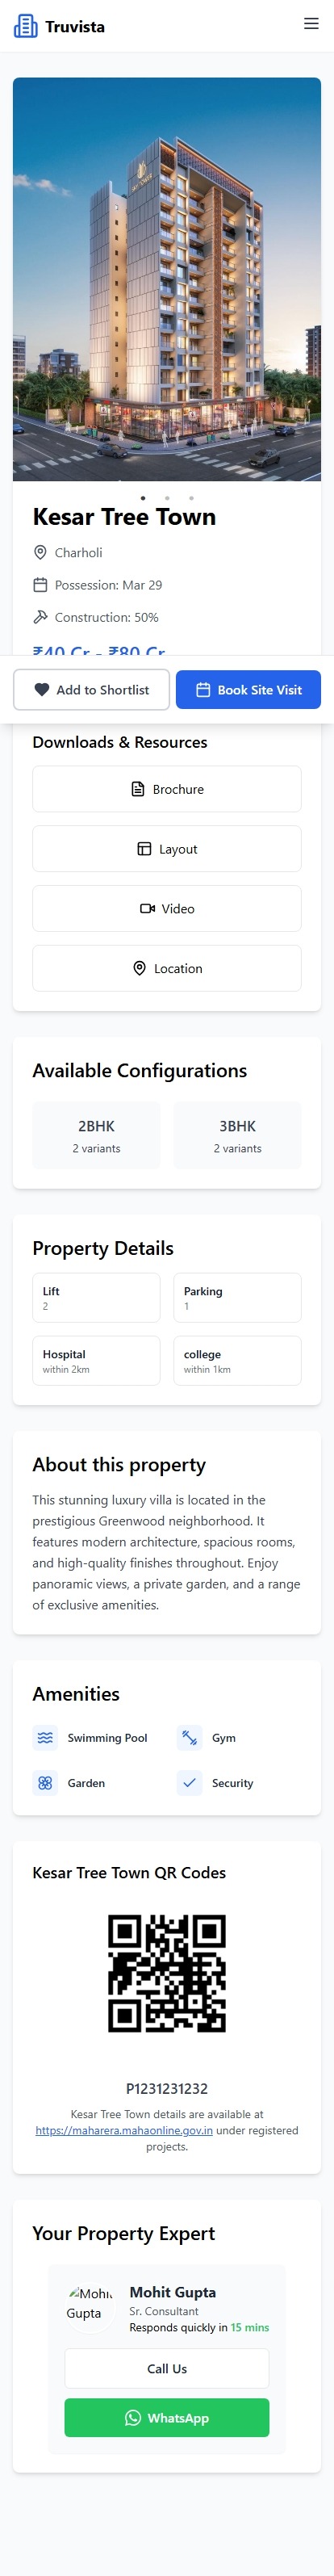 Truvista
Kesar Tree Town
Charholi
Possession: Mar 29
Construction: 50%
₹40 Cr - ₹80 Cr
Add to Shortlist
Book Site Visit
Downloads & Resources
Brochure
Layout
Video
Location
Available Configurations
2BHK
3BHK
2 variants
2 variants
Property Details
Lift
Parking
2
1
Hospital
college
within 2km
within 1km
About this property
This stunning luxury villa is located in the
prestigious Greenwood neighborhood. It
features modern architecture, spacious rooms,
and high-quality finishes throughout. Enjoy
panoramic views, a private garden, and a range
of exclusive amenities.
Amenities
Swimming Pool
Gym
Garden
Security
Kesar Tree Town QR Codes
P1231231232
Kesar Tree Town details are available at
https://maharera.mahaonline.gov.in under registered
projects.
Your Property Expert
Mohit
Gupta
Mohit Gupta
Sr. Consultant
Responds quickly in 15 mins
Call Us
WhatsApp